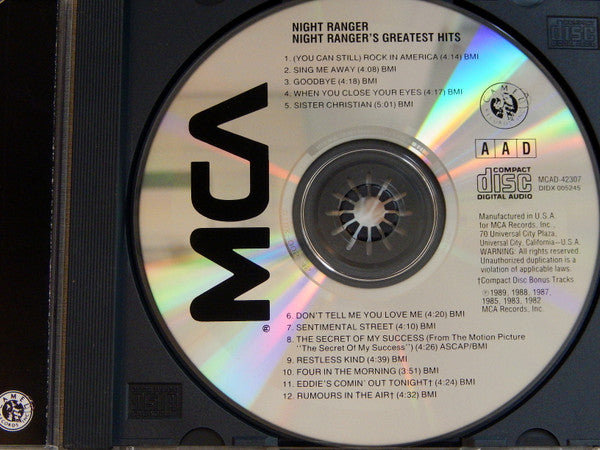 NIGHT RANGER
NIGHT RANGER'S GREATEST HITS
1. (YOU CAN STILL) ROCK IN AMERICA (4:14) BMI
2. SING ME AWAY (4:08) BMI
3. GOODBYE (4:18) BMI
4. WHEN YOU CLOSE YOUR EYES (4:17) BMI
5. SISTER CHRISTIAN (5:01) BMI
MCA
®
CAMEL
A A D
COMPACT
disc
DIGITAL AUDIO
MCAD-42307
DIDX 005245
Manufactured in U.S.A.
for MCA Records, Inc.,
70 Universal City Plaza,
Universal City, California—U.S.A.
WARNING: All rights reserved.
Unauthorized duplication is a
violation of applicable laws.
†Compact Disc Bonus Tracks
℗ 1989, 1988, 1987,
1985, 1983, 1982
MCA Records, Inc.
6. DON'T TELL ME YOU LOVE ME (4:20) BMI
7. SENTIMENTAL STREET (4:10) BMI
8. THE SECRET OF MY SUCCESS (From The Motion Picture
"The Secret Of My Success") (4:26) ASCAP/BMI
9. RESTLESS KIND (4:39) BMI
10. FOUR IN THE MORNING (3:51) BMI
11. EDDIE'S COMIN' OUT TONIGHT† (4:24) BMI
12. RUMOURS IN THE AIR† (4:32) BMI
disc
disc
CAMEL